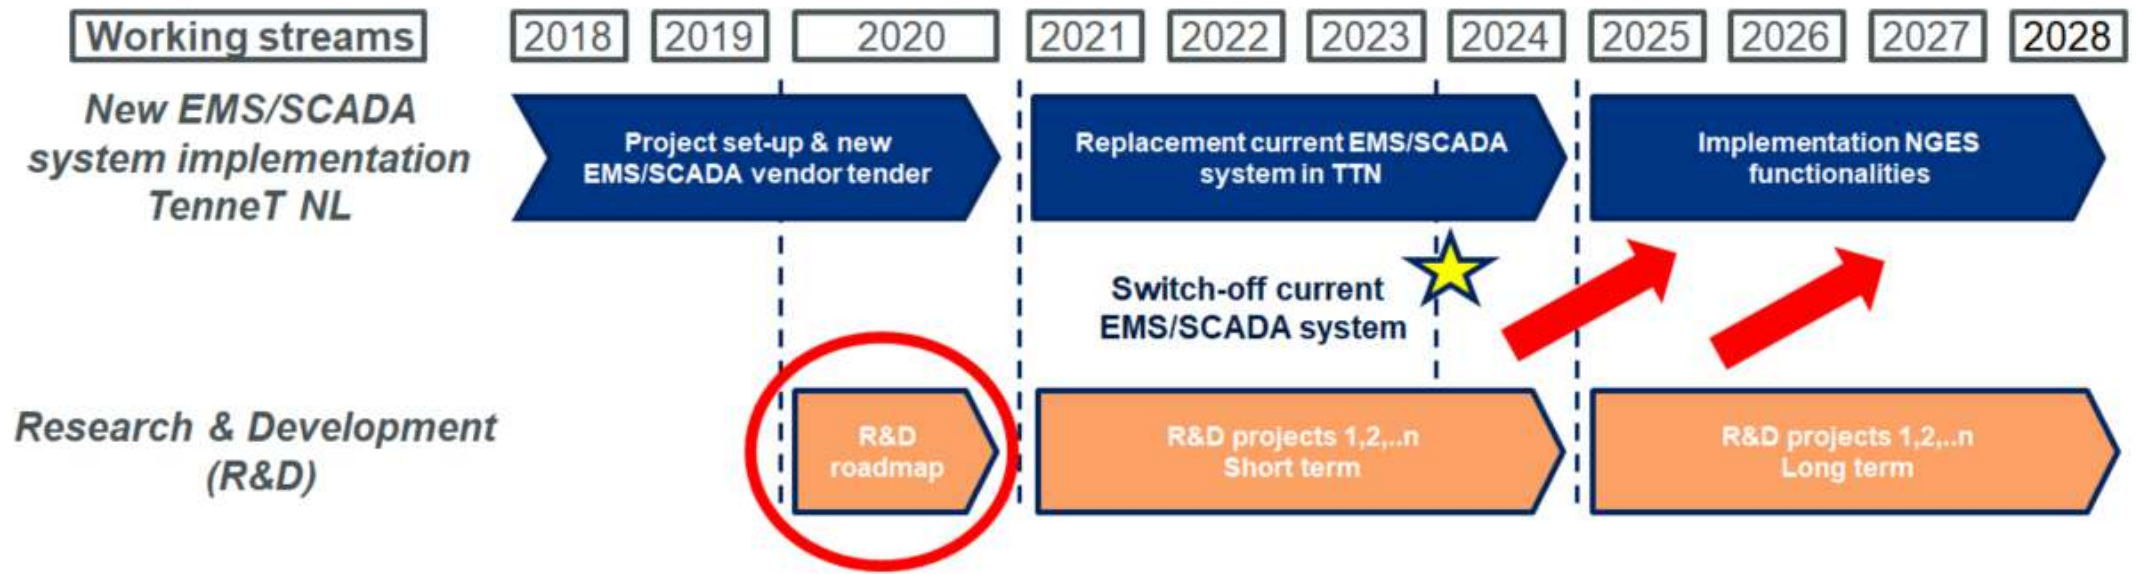 Working streams
2018
2019
2020
2021
2022
2023
2024
2025
2026
2027
2028
New EMS/SCADA
system implementation
TenneT NL
Project set-up & new
EMS/SCADA vendor tender
Replacement current EMS/SCADA
system in TTN
Implementation NGES
functionalities
Switch-off current
EMS/SCADA system
Research & Development
(R&D)
R&D
roadmap
R&D projects 1,2,..n
Short term
R&D projects 1,2,..n
Long term